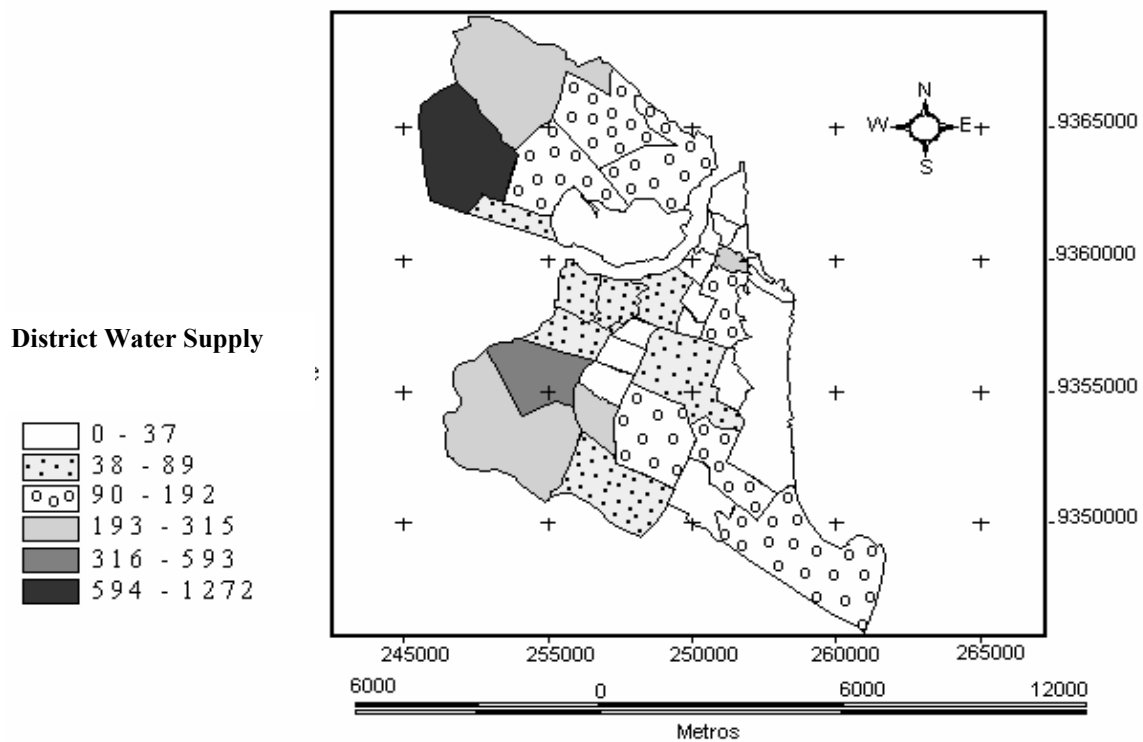 District Water Supply
0 - 37
38 - 89
90 - 192
193 - 315
316 - 593
594 - 1272
N
W E
S
9365000
9360000
9355000
9350000
245000 255000 250000 260000 265000
6000 0 6000 12000
Metros